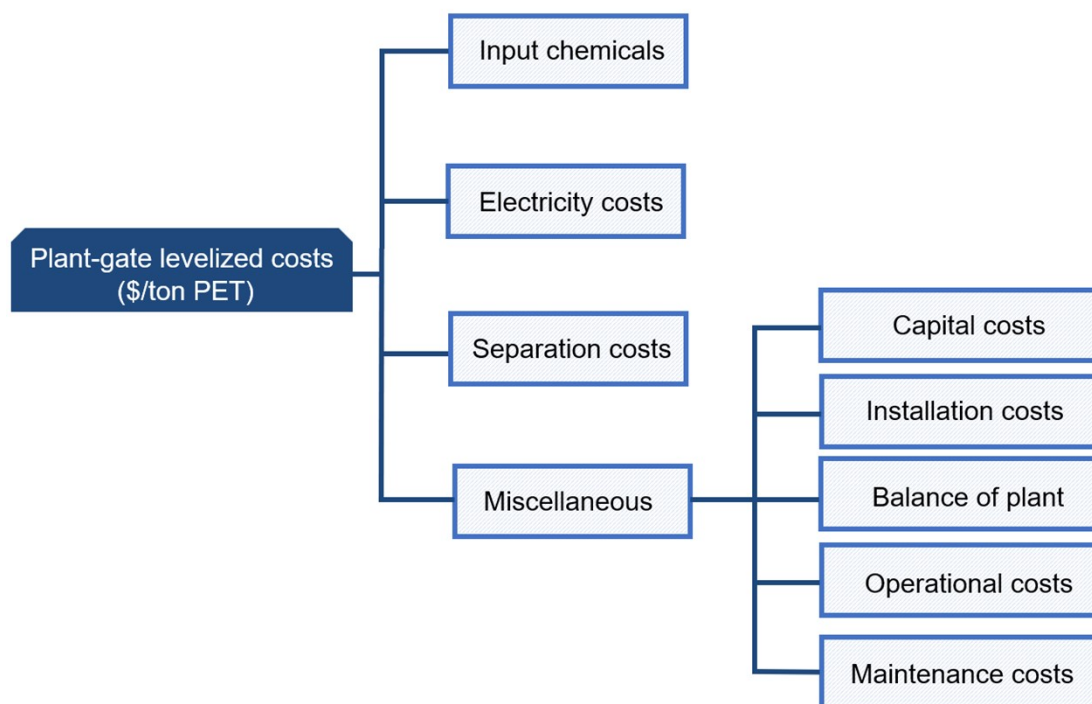 Plant-gate levelized costs
($/ton PET)
Input chemicals
Electricity costs
Separation costs
Miscellaneous
Capital costs
Installation costs
Balance of plant
Operational costs
Maintenance costs